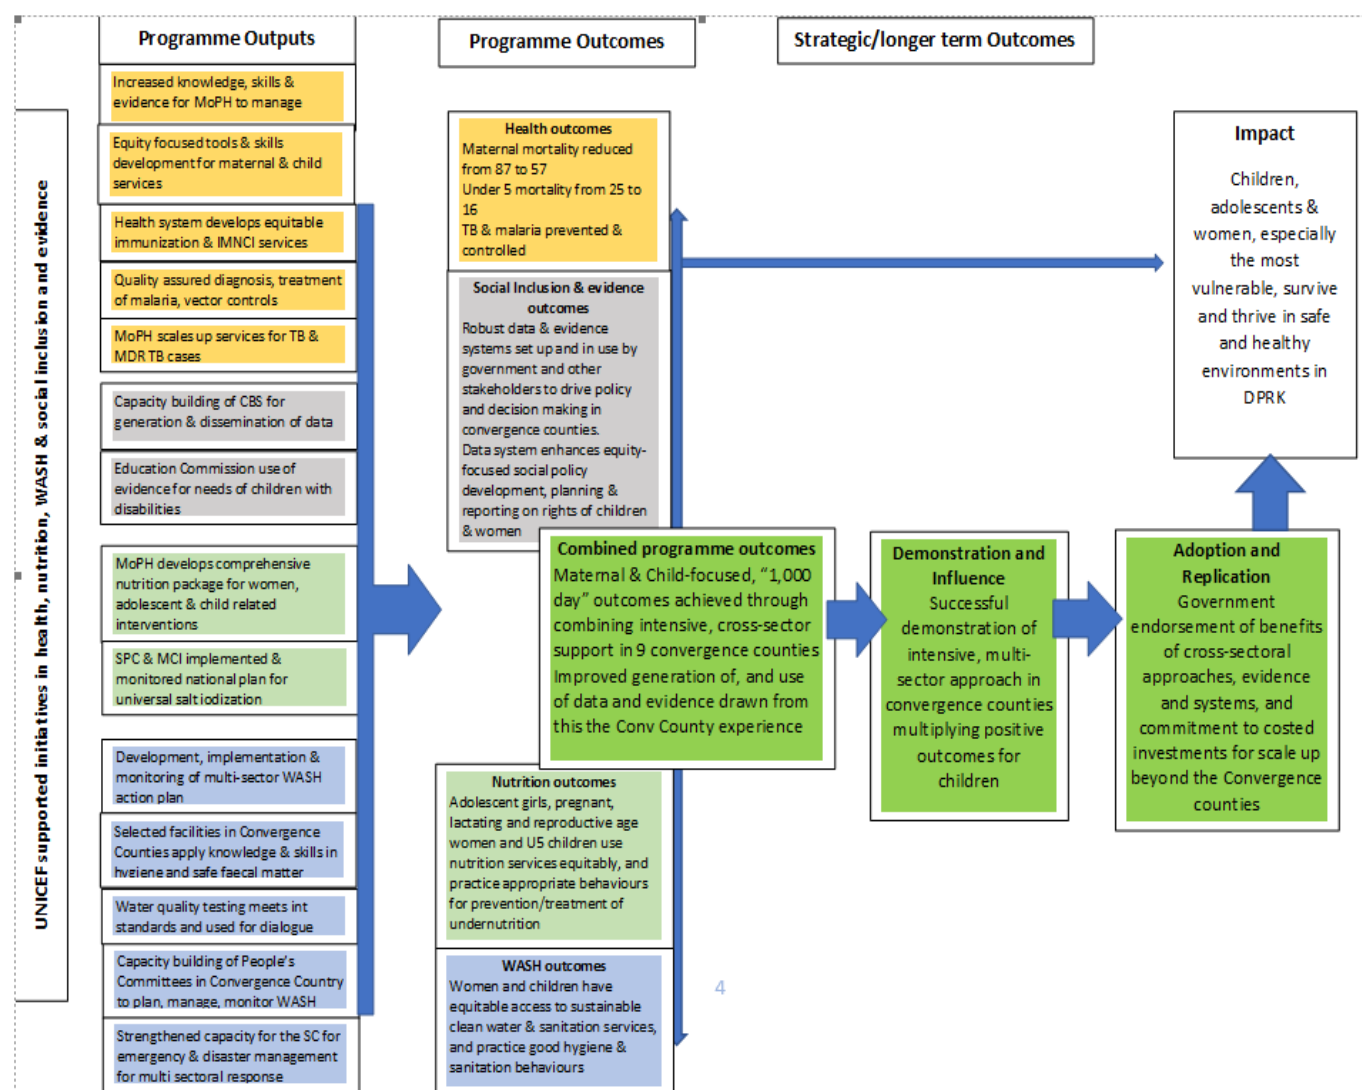 Programme Outputs
Programme Outcomes
Strategic/longer term Outcomes
UNICEF supported initiatives in health, nutrition, WASH & social inclusion and evidence
Increased knowledge, skills &
evidence for MoPH to manage
Equity focused tools & skills
development for maternal & child
services
Health system develops equitable
immunization & IMNCI services
Quality assured diagnosis, treatment
of malaria, vector controls
MoPH scales up services for TB &
MDR TB cases
Capacity building of CBS for
generation & dissemination of data
Education Commission use of
evidence for needs of children with
disabilities
MoPH develops comprehensive
nutrition package for women,
adolescent & child related
interventions
SPC & MCI implemented &
monitored national plan for
universal salt iodization
Development, implementation &
monitoring of multi-sector WASH
action plan
Selected facilities in Convergence
Counties apply knowledge & skills in
hygiene and safe faecal matter
Water quality testing meets int
standards and used for dialogue
Capacity building of People's
Committees in Convergence Country
to plan, manage, monitor WASH
Strengthened capacity for the SC for
emergency & disaster management
for multi sectoral response
Health outcomes
Maternal mortality reduced
from 87 to 57
Under 5 mortality from 25 to
16
TB & malaria prevented &
controlled
Social Inclusion & evidence
outcomes
Robust data & evidence
systems set up and in use by
government and other
stakeholders to drive policy
and decision making in
convergence counties.
Data system enhances equity-
focused social policy
development, planning &
reporting on rights of children
& women
Combined programme outcomes
Maternal & Child-focused, “1,000
day” outcomes achieved through
combining intensive, cross-sector
support in 9 convergence counties
Improved generation of, and use
of data and evidence drawn from
this the Conv County experience
Nutrition outcomes
Adolescent girls, pregnant,
lactating and reproductive age
women and U5 children use
nutrition services equitably, and
practice appropriate behaviours
for prevention/treatment of
undernutrition
WASH outcomes
Women and children have
equitable access to sustainable
clean water & sanitation services,
and practice good hygiene &
sanitation behaviours
4
Demonstration and
Influence
Successful
demonstration of
intensive, multi-
sector approach in
convergence counties
multiplying positive
outcomes for
children
Adoption and
Replication
Government
endorsement of benefits
of cross-sectoral
approaches, evidence
and systems, and
commitment to costed
investments for scale up
beyond the Convergence
counties
Impact
Children,
adolescents &
women, especially
the most
vulnerable, survive
and thrive in safe
and healthy
environments in
DPRK